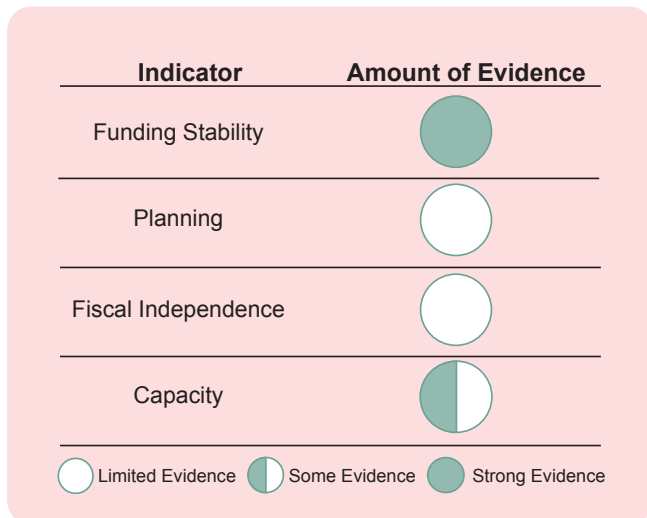 Indicator Amount of Evidence
Funding Stability
Planning
Fiscal Independence
Capacity
Limited Evidence Some Evidence Strong Evidence